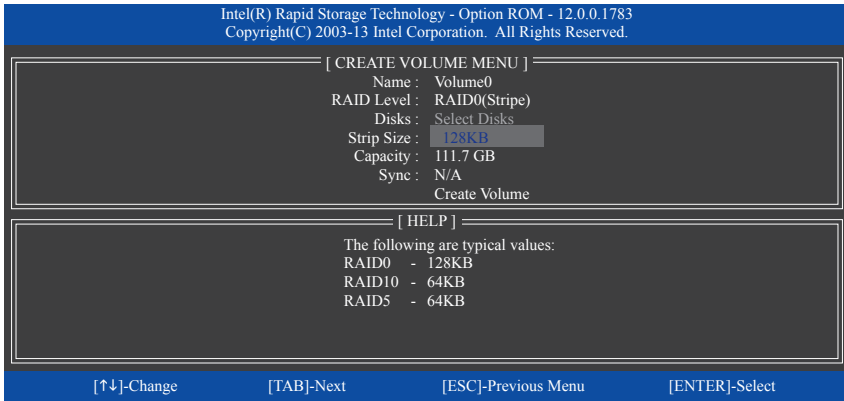 Intel(R) Rapid Storage Technology - Option ROM - 12.0.0.1783
Copyright(C) 2003-13 Intel Corporation. All Rights Reserved.
[ CREATE VOLUME MENU ]
Name : Volume0
RAID Level : RAID0(Stripe)
Disks : Select Disks
Strip Size : 128KB
Capacity : 111.7 GB
Sync : N/A
Create Volume
[ HELP ]
The following are typical values:
RAID0 - 128KB
RAID10 - 64KB
RAID5 - 64KB
[↑↓]-Change [TAB]-Next [ESC]-Previous Menu [ENTER]-Select